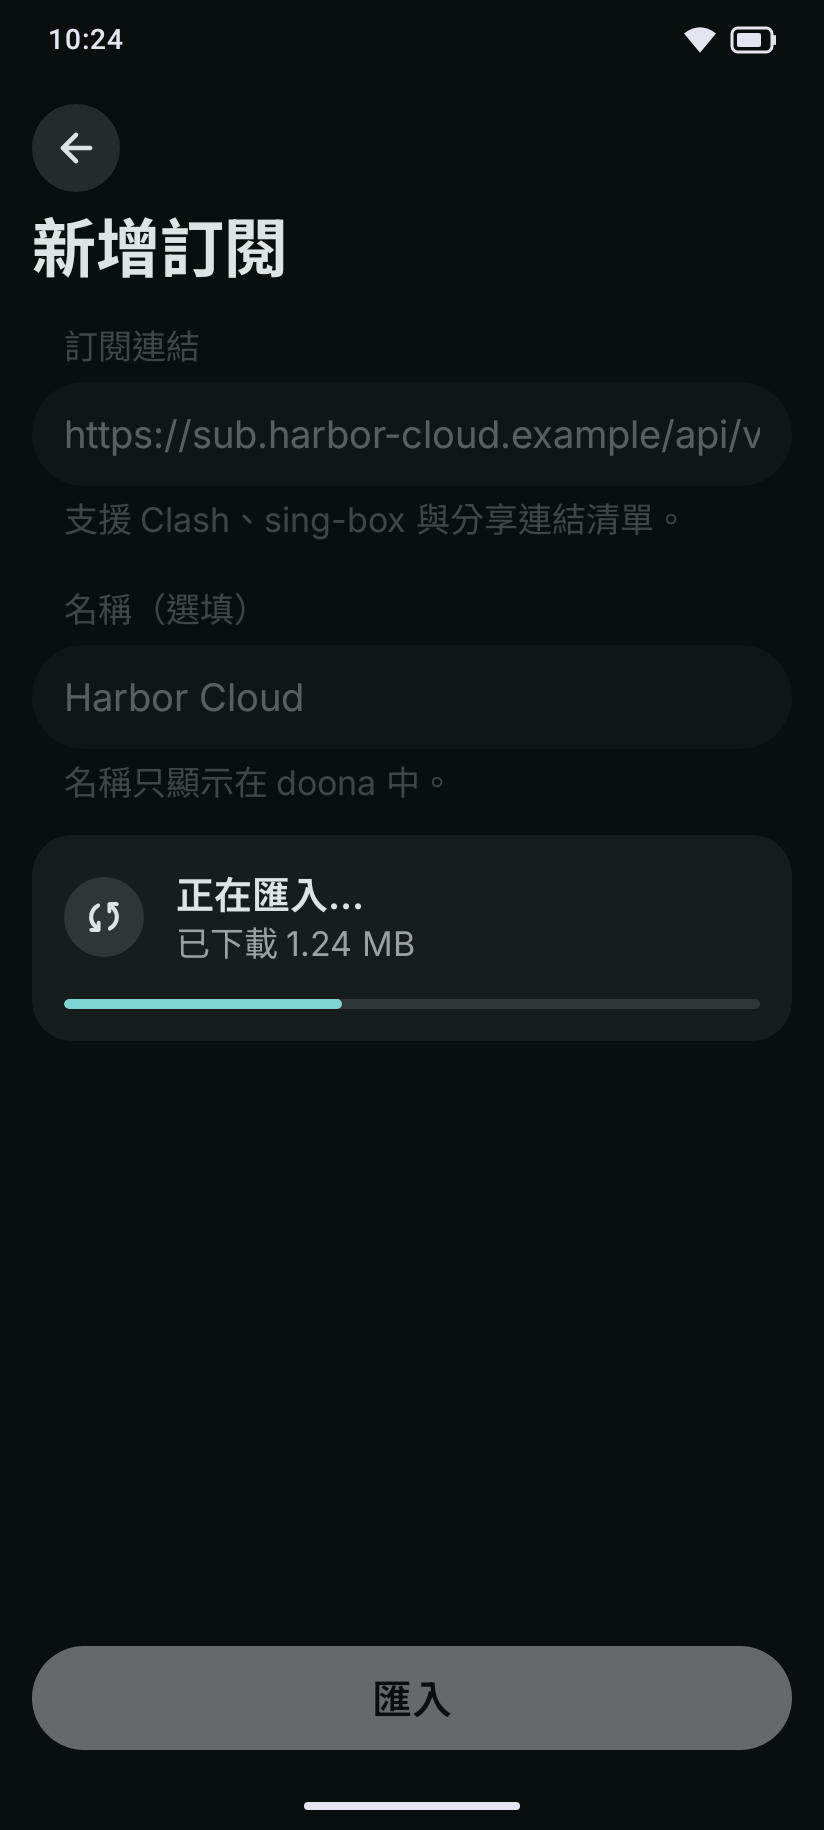 10:24
新增訂閱
訂閱連結
https://sub.harbor-cloud.example/api/v
支援 Clash、sing-box 與分享連結清單。
名稱（選填）
Harbor Cloud
名稱只顯示在 doona 中。
正在匯入...
已下載 1.24 MB
匯入